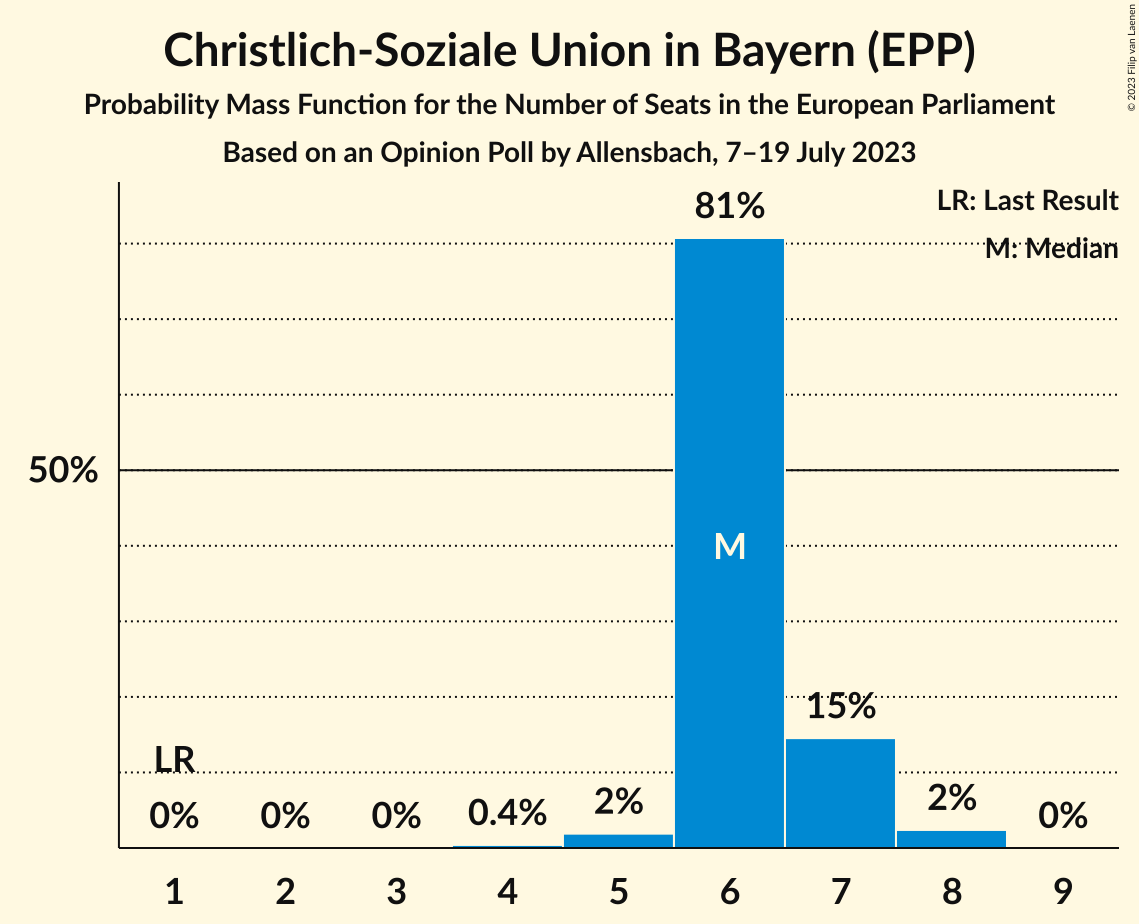 Christlich-Soziale Union in Bayern (EPP)
Probability Mass Function for the Number of Seats in the European Parliament
Based on an Opinion Poll by Allensbach, 7–19 July 2023
© 2023 Filip van Laenen
LR: Last Result
M: Median
81%
50%
M
15%
LR
0% 0% 0% 0.4% 2% 2% 0%
1 2 3 4 5 6 7 8 9